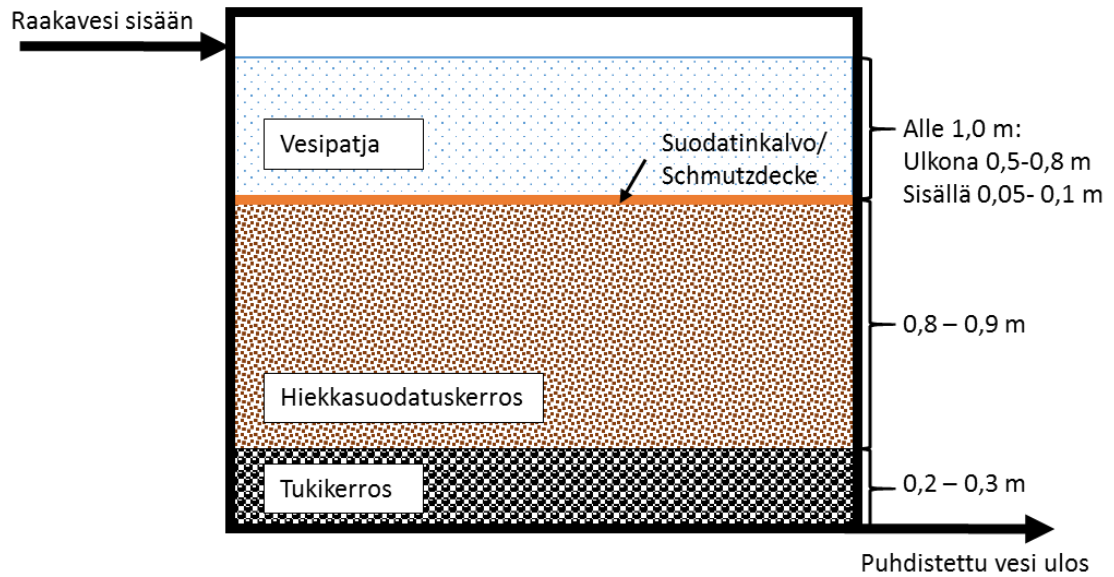 Raakavesi sisään
Vesipatja
Suodatinkalvo/
Schmutzdecke
Alle 1,0 m:
Ulkona 0,5-0,8 m
Sisällä 0,05- 0,1 m
0,8 – 0,9 m
Hiekkasuodatuskerros
Tukikerros
0,2 – 0,3 m
Puhdistettu vesi ulos